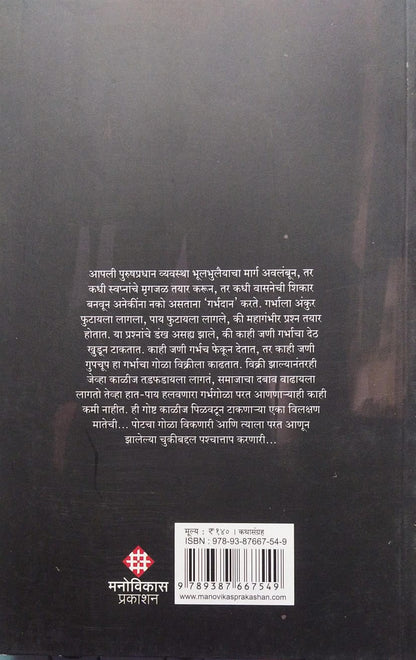 आपली पुरुषप्रधान व्यवस्था भूलभुलैयाचा मार्ग अवलंबून, तर
कधी स्वप्नांचे मृगजळ तयार करून, तर कधी वासनेची शिकार
बनवून अनेकींना नको असताना ‘गर्भदान’ करते. गर्भाला अंकुर
फुटायला लागला, पाय फुटायला लागले, की महागंभीर प्रश्न तयार
होतात. या प्रश्नांचे डंख असह्य झाले, की काही जणी गर्भाचा देठ
खुडून टाकतात. काही जणी गर्भच फेकून देतात, तर काही जणी
गुपचूप हा गर्भाचा गोळा विक्रीला काढतात. विक्री झाल्यानंतरही
जेव्हा काळीज तडफडायला लागतं, समाजाचा दबाव वाढायला
लागतो तेव्हा हात-पाय हलवणारा गर्भगोळा परत आणणाऱ्याही काही
कमी नाहीत. ही गोष्ट काळीज पिळवटून टाकणाऱ्या एका विलक्षण
मातेची... पोटचा गोळा विकणारी आणि त्याला परत आणून
झालेल्या चुकीबद्दल पश्चात्ताप करणारी...
मूल्य : ₹ १४० । कथासंग्रह
ISBN : 978-93-87667-54-9
9 789387 667549
www.manovikasprakashan.com
मनोविकास
प्रकाशन